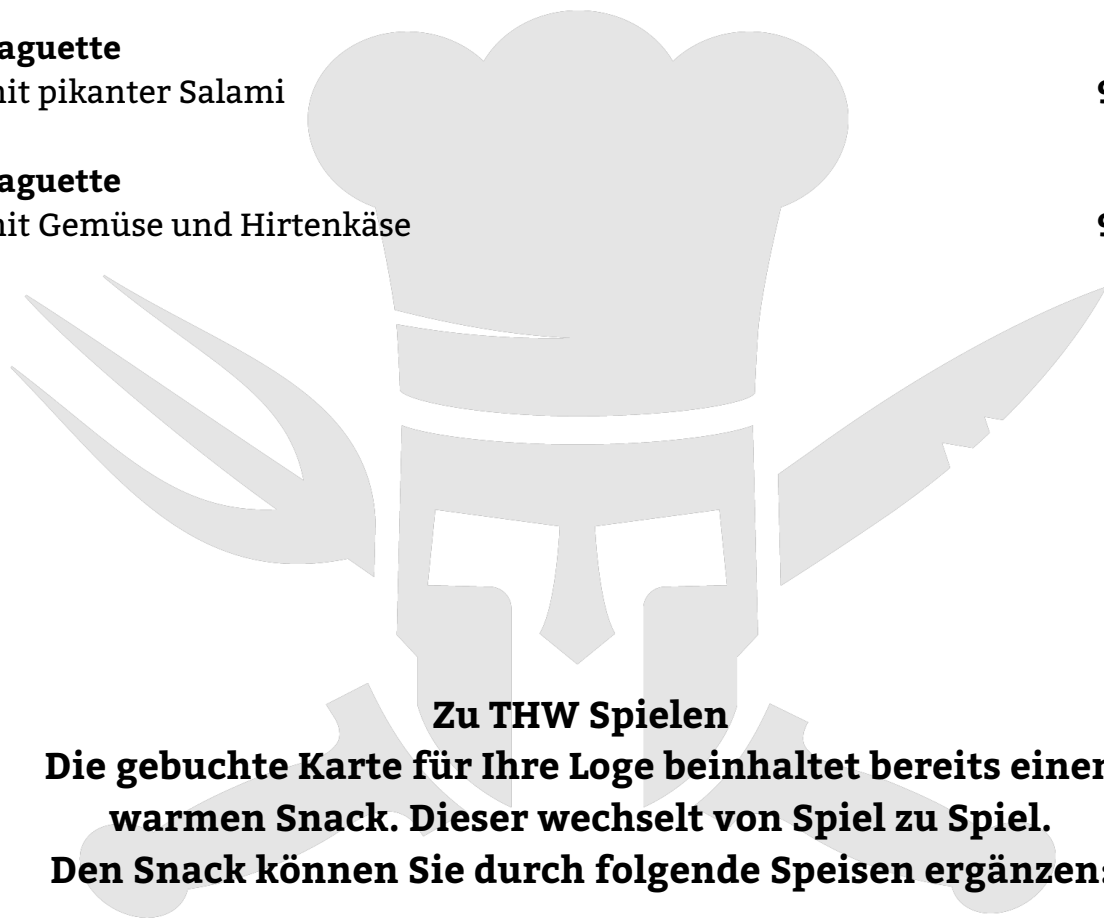 aguette
nit pikanter Salami
aguette
nit Gemüse und Hirtenkäse
Zu THW Spielen
Die gebuchte Karte für Ihre Loge beinhaltet bereits einer
warmen Snack. Dieser wechselt von Spiel zu Spiel.
Den Snack können Sie durch folgende Speisen ergänzen: